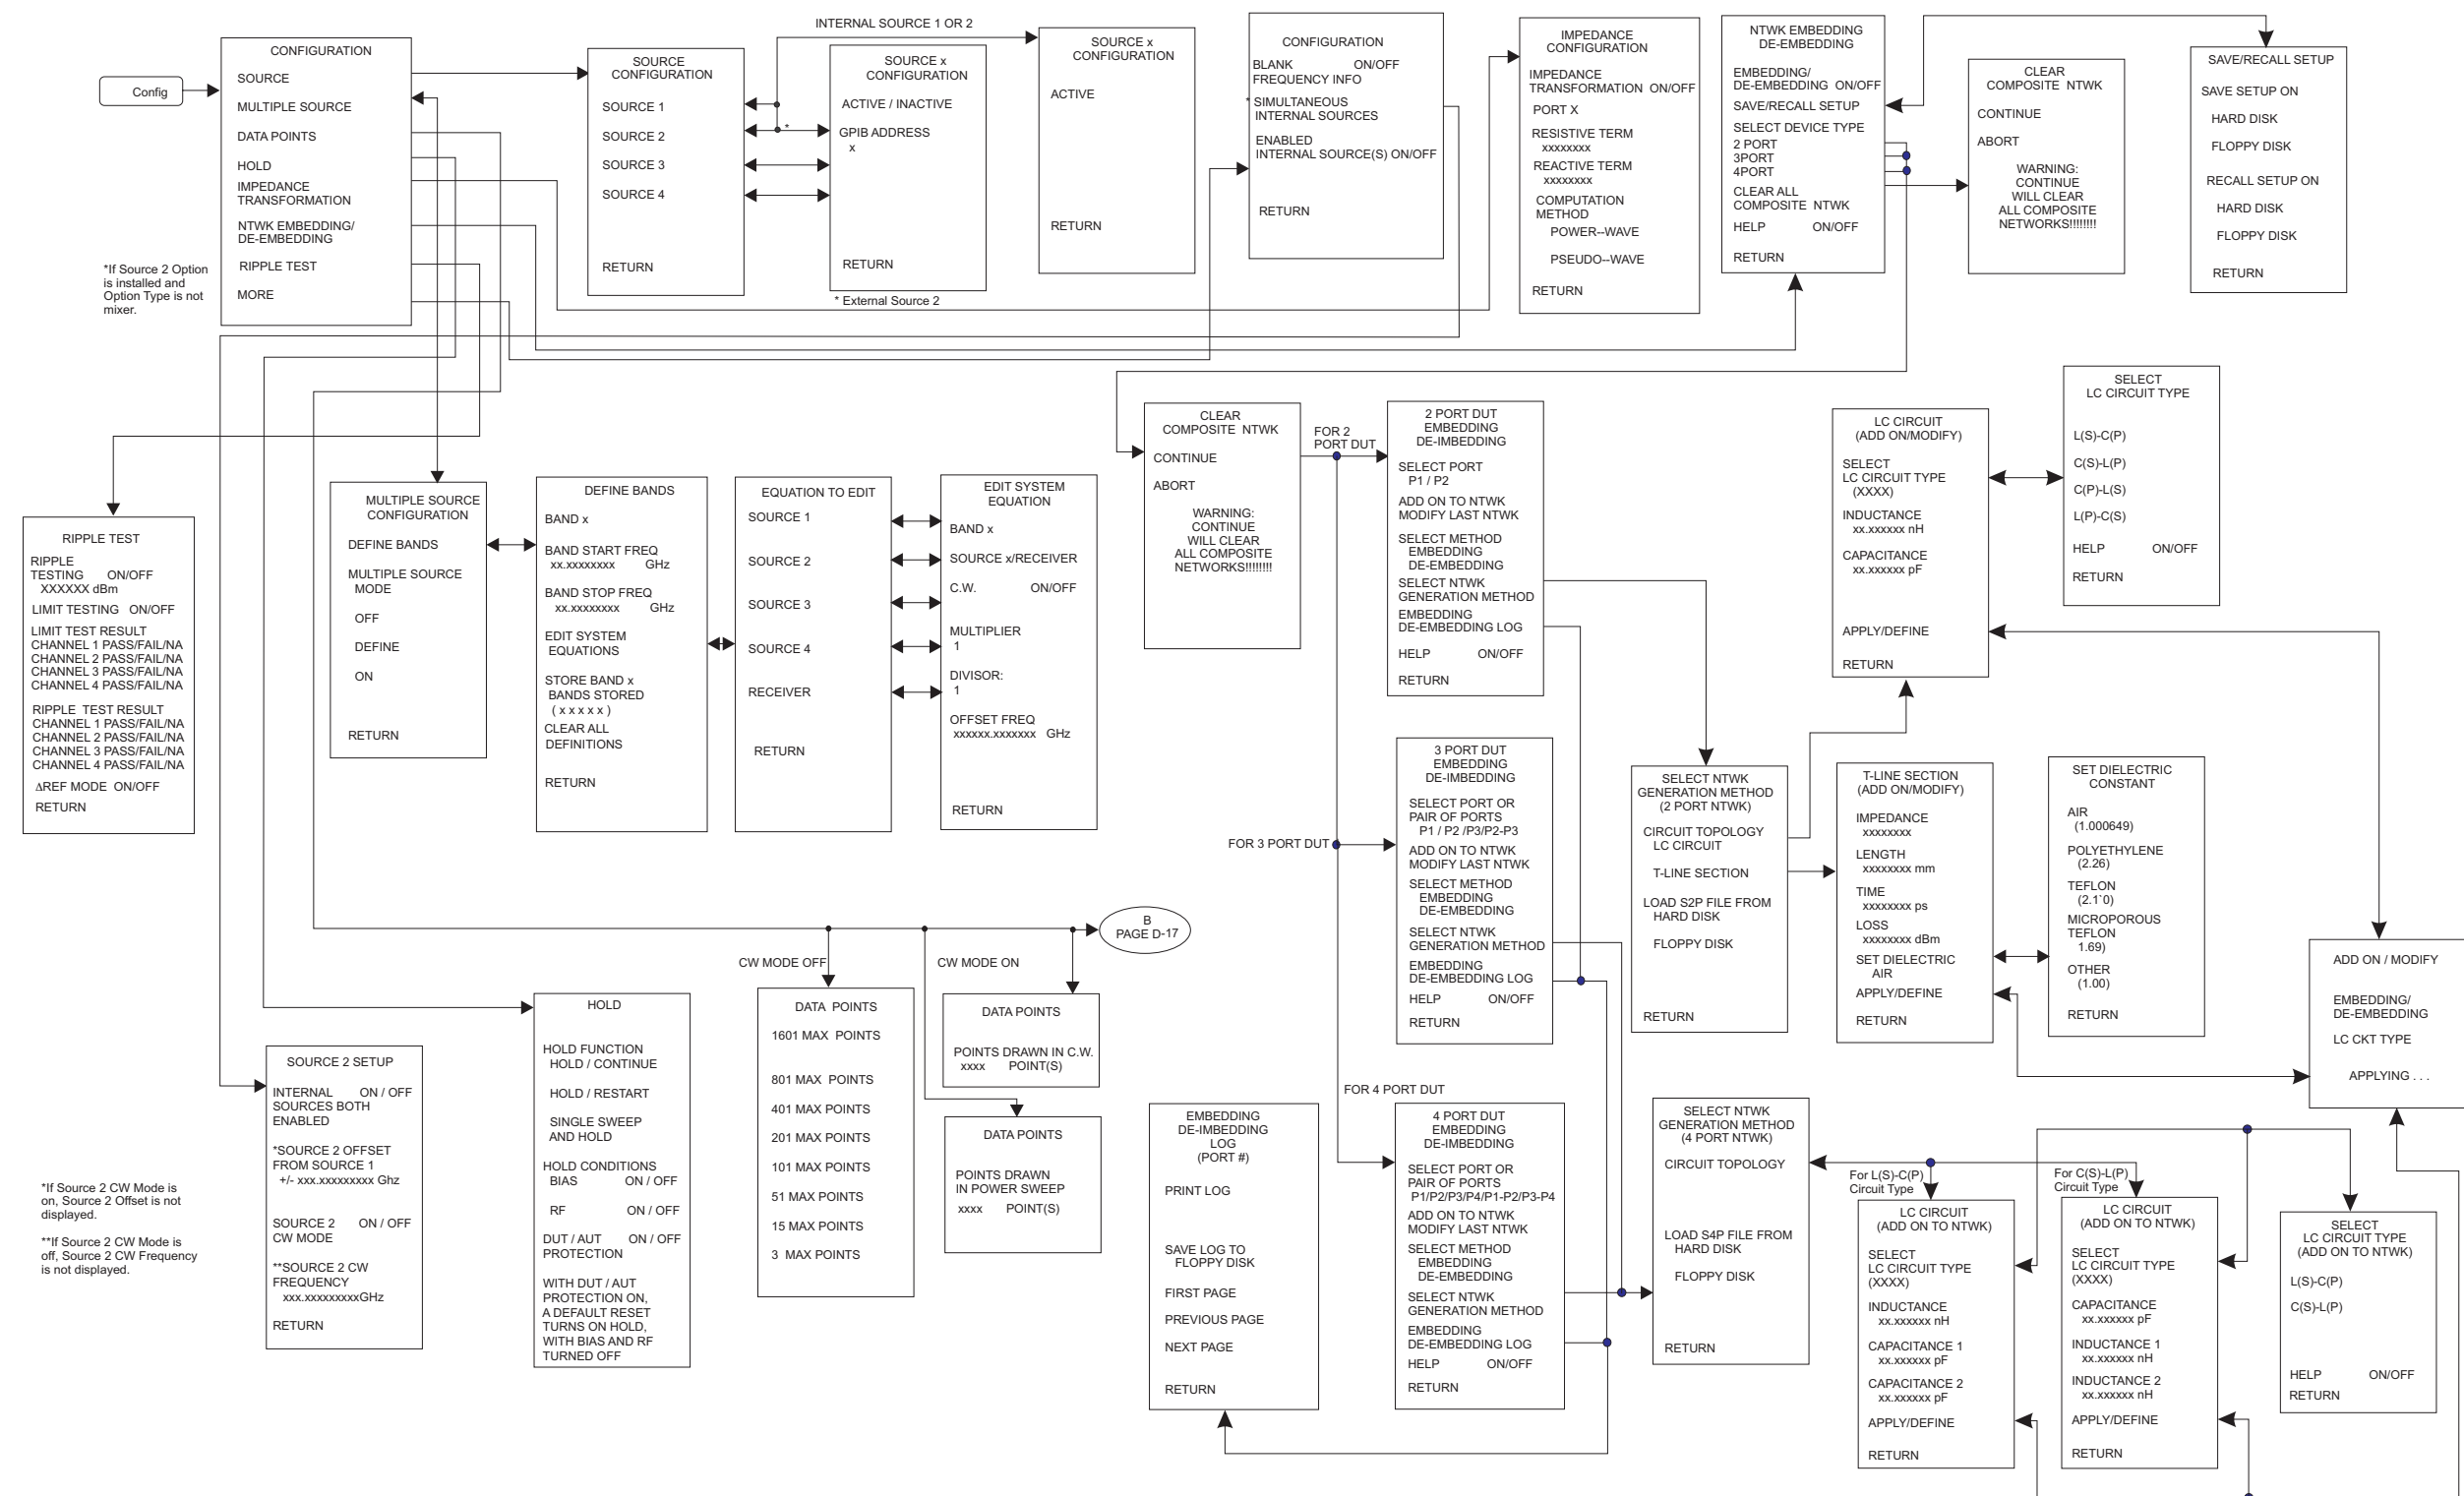 Config
CONFIGURATION
SOURCE
MULTIPLE SOURCE
DATA POINTS
HOLD
IMPEDANCE
TRANSFORMATION
NTWK EMBEDDING/
DE-EMBEDDING
RIPPLE TEST
MORE
*If Source 2 Option
is installed and
Option Type is not
mixer.
SOURCE
CONFIGURATION
SOURCE 1
SOURCE 2
SOURCE 3
SOURCE 4
RETURN
INTERNAL SOURCE 1 OR 2
*
SOURCE x
CONFIGURATION
ACTIVE / INACTIVE
GPIB ADDRESS
x
RETURN
* External Source 2
SOURCE x
CONFIGURATION
ACTIVE
RETURN
CONFIGURATION
BLANK ON/OFF
FREQUENCY INFO
* SIMULTANEOUS
INTERNAL SOURCES
ENABLED
INTERNAL SOURCE(S) ON/OFF
RETURN
IMPEDANCE
CONFIGURATION
IMPEDANCE
TRANSFORMATION ON/OFF
PORT X
RESISTIVE TERM
xxxxxxxx
REACTIVE TERM
xxxxxxxx
COMPUTATION
METHOD
POWER--WAVE
PSEUDO--WAVE
RETURN
NTWK EMBEDDING
DE-EMBEDDING
EMBEDDING/
DE-EMBEDDING ON/OFF
SAVE/RECALL SETUP
SELECT DEVICE TYPE
2 PORT
3PORT
4PORT
CLEAR ALL
COMPOSITE NTWK
HELP ON/OFF
RETURN
CLEAR
COMPOSITE NTWK
CONTINUE
ABORT
WARNING:
CONTINUE
WILL CLEAR
ALL COMPOSITE
NETWORKS!!!!!!!!
SAVE/RECALL SETUP
SAVE SETUP ON
HARD DISK
FLOPPY DISK
RECALL SETUP ON
HARD DISK
FLOPPY DISK
RETURN
RIPPLE TEST
RIPPLE
TESTING ON/OFF
XXXXXX dBm
LIMIT TESTING ON/OFF
LIMIT TEST RESULT
CHANNEL 1 PASS/FAIL/NA
CHANNEL 2 PASS/FAIL/NA
CHANNEL 3 PASS/FAIL/NA
CHANNEL 4 PASS/FAIL/NA
RIPPLE TEST RESULT
CHANNEL 1 PASS/FAIL/NA
CHANNEL 2 PASS/FAIL/NA
CHANNEL 3 PASS/FAIL/NA
CHANNEL 4 PASS/FAIL/NA
∆REF MODE ON/OFF
RETURN
MULTIPLE SOURCE
CONFIGURATION
DEFINE BANDS
MULTIPLE SOURCE
MODE
OFF
DEFINE
ON
RETURN
DEFINE BANDS
BAND x
BAND START FREQ
xx.xxxxxxxx GHz
BAND STOP FREQ
xx.xxxxxxxx GHz
EDIT SYSTEM
EQUATIONS
STORE BAND x
BANDS STORED
( x x x x x )
CLEAR ALL
DEFINITIONS
RETURN
EQUATION TO EDIT
SOURCE 1
SOURCE 2
SOURCE 3
SOURCE 4
RECEIVER
RETURN
EDIT SYSTEM
EQUATION
BAND x
SOURCE x/RECEIVER
C.W. ON/OFF
MULTIPLIER
1
DIVISOR:
1
OFFSET FREQ
xxxxxx.xxxxxxx GHz
RETURN
CLEAR
COMPOSITE NTWK
CONTINUE
ABORT
WARNING:
CONTINUE
WILL CLEAR
ALL COMPOSITE
NETWORKS!!!!!!!!
FOR 2
PORT DUT
2 PORT DUT
EMBEDDING
DE-IMBEDDING
SELECT PORT
P1 / P2
ADD ON TO NTWK
MODIFY LAST NTWK
SELECT METHOD
EMBEDDING
DE-EMBEDDING
SELECT NTWK
GENERATION METHOD
EMBEDDING
DE-EMBEDDING LOG
HELP ON/OFF
RETURN
LC CIRCUIT
(ADD ON/MODIFY)
SELECT
LC CIRCUIT TYPE
(XXXX)
INDUCTANCE
xx.xxxxxx nH
CAPACITANCE
xx.xxxxxx pF
APPLY/DEFINE
RETURN
SELECT
LC CIRCUIT TYPE
L(S)-C(P)
C(S)-L(P)
C(P)-L(S)
L(P)-C(S)
HELP ON/OFF
RETURN
FOR 3 PORT DUT
3 PORT DUT
EMBEDDING
DE-IMBEDDING
SELECT PORT OR
PAIR OF PORTS
P1 / P2 /P3/P2-P3
ADD ON TO NTWK
MODIFY LAST NTWK
SELECT METHOD
EMBEDDING
DE-EMBEDDING
SELECT NTWK
GENERATION METHOD
EMBEDDING
DE-EMBEDDING LOG
HELP ON/OFF
RETURN
SELECT NTWK
GENERATION METHOD
(2 PORT NTWK)
CIRCUIT TOPOLOGY
LC CIRCUIT
T-LINE SECTION
LOAD S2P FILE FROM
HARD DISK
FLOPPY DISK
RETURN
T-LINE SECTION
(ADD ON/MODIFY)
IMPEDANCE
xxxxxxxx
LENGTH
xxxxxxxx mm
TIME
xxxxxxxx ps
LOSS
xxxxxxxx dBm
SET DIELECTRIC
AIR
APPLY/DEFINE
RETURN
SET DIELECTRIC
CONSTANT
AIR
(1.000649)
POLYETHYLENE
(2.26)
TEFLON
(2.1`0)
MICROPOROUS
TEFLON
1.69)
OTHER
(1.00)
RETURN
ADD ON / MODIFY
EMBEDDING/
DE-EMBEDDING
LC CKT TYPE
APPLYING . . .
B
PAGE D-17
CW MODE OFF
CW MODE ON
SOURCE 2 SETUP
INTERNAL ON / OFF
SOURCES BOTH
ENABLED
*SOURCE 2 OFFSET
FROM SOURCE 1
+/- xxx.xxxxxxxxx Ghz
SOURCE 2 ON / OFF
CW MODE
**SOURCE 2 CW
FREQUENCY
xxx.xxxxxxxxxGHz
RETURN
*If Source 2 CW Mode is
on, Source 2 Offset is not
displayed.
**If Source 2 CW Mode is
off, Source 2 CW Frequency
is not displayed.
HOLD
HOLD FUNCTION
HOLD / CONTINUE
HOLD / RESTART
SINGLE SWEEP
AND HOLD
HOLD CONDITIONS
BIAS ON / OFF
RF ON / OFF
DUT / AUT ON / OFF
PROTECTION
WITH DUT / AUT
PROTECTION ON,
A DEFAULT RESET
TURNS ON HOLD,
WITH BIAS AND RF
TURNED OFF
DATA POINTS
1601 MAX POINTS
801 MAX POINTS
401 MAX POINTS
201 MAX POINTS
101 MAX POINTS
51 MAX POINTS
15 MAX POINTS
3 MAX POINTS
DATA POINTS
POINTS DRAWN IN C.W.
xxxx POINT(S)
DATA POINTS
POINTS DRAWN
IN POWER SWEEP
xxxx POINT(S)
EMBEDDING
DE-IMBEDDING
LOG
(PORT #)
PRINT LOG
SAVE LOG TO
FLOPPY DISK
FIRST PAGE
PREVIOUS PAGE
NEXT PAGE
RETURN
FOR 4 PORT DUT
4 PORT DUT
EMBEDDING
DE-IMBEDDING
SELECT PORT OR
PAIR OF PORTS
P1/P2/P3/P4/P1-P2/P3-P4
ADD ON TO NTWK
MODIFY LAST NTWK
SELECT METHOD
EMBEDDING
DE-EMBEDDING
SELECT NTWK
GENERATION METHOD
EMBEDDING
DE-EMBEDDING LOG
HELP ON/OFF
RETURN
SELECT NTWK
GENERATION METHOD
(4 PORT NTWK)
CIRCUIT TOPOLOGY
LOAD S4P FILE FROM
HARD DISK
FLOPPY DISK
RETURN
For L(S)-C(P)
Circuit Type
LC CIRCUIT
(ADD ON TO NTWK)
SELECT
LC CIRCUIT TYPE
(XXXX)
INDUCTANCE
xx.xxxxxx nH
CAPACITANCE 1
xx.xxxxxx pF
CAPACITANCE 2
xx.xxxxxx pF
APPLY/DEFINE
RETURN
For C(S)-L(P)
Circuit Type
LC CIRCUIT
(ADD ON TO NTWK)
SELECT
LC CIRCUIT TYPE
(XXXX)
CAPACITANCE
xx.xxxxxx pF
INDUCTANCE 1
xx.xxxxxx nH
INDUCTANCE 2
xx.xxxxxx nH
APPLY/DEFINE
RETURN
SELECT
LC CIRCUIT TYPE
(ADD ON TO NTWK)
L(S)-C(P)
C(S)-L(P)
HELP ON/OFF
RETURN